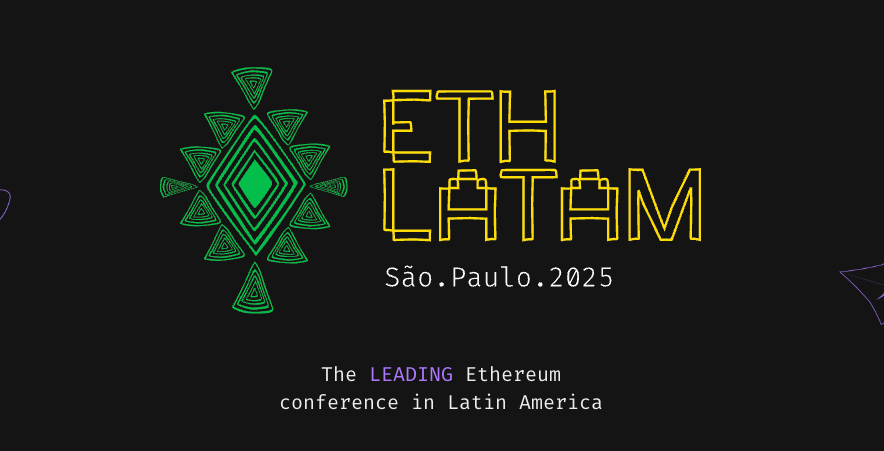 ETH
LATAM
São.Paulo.2025
The LEADING Ethereum
conference in Latin America